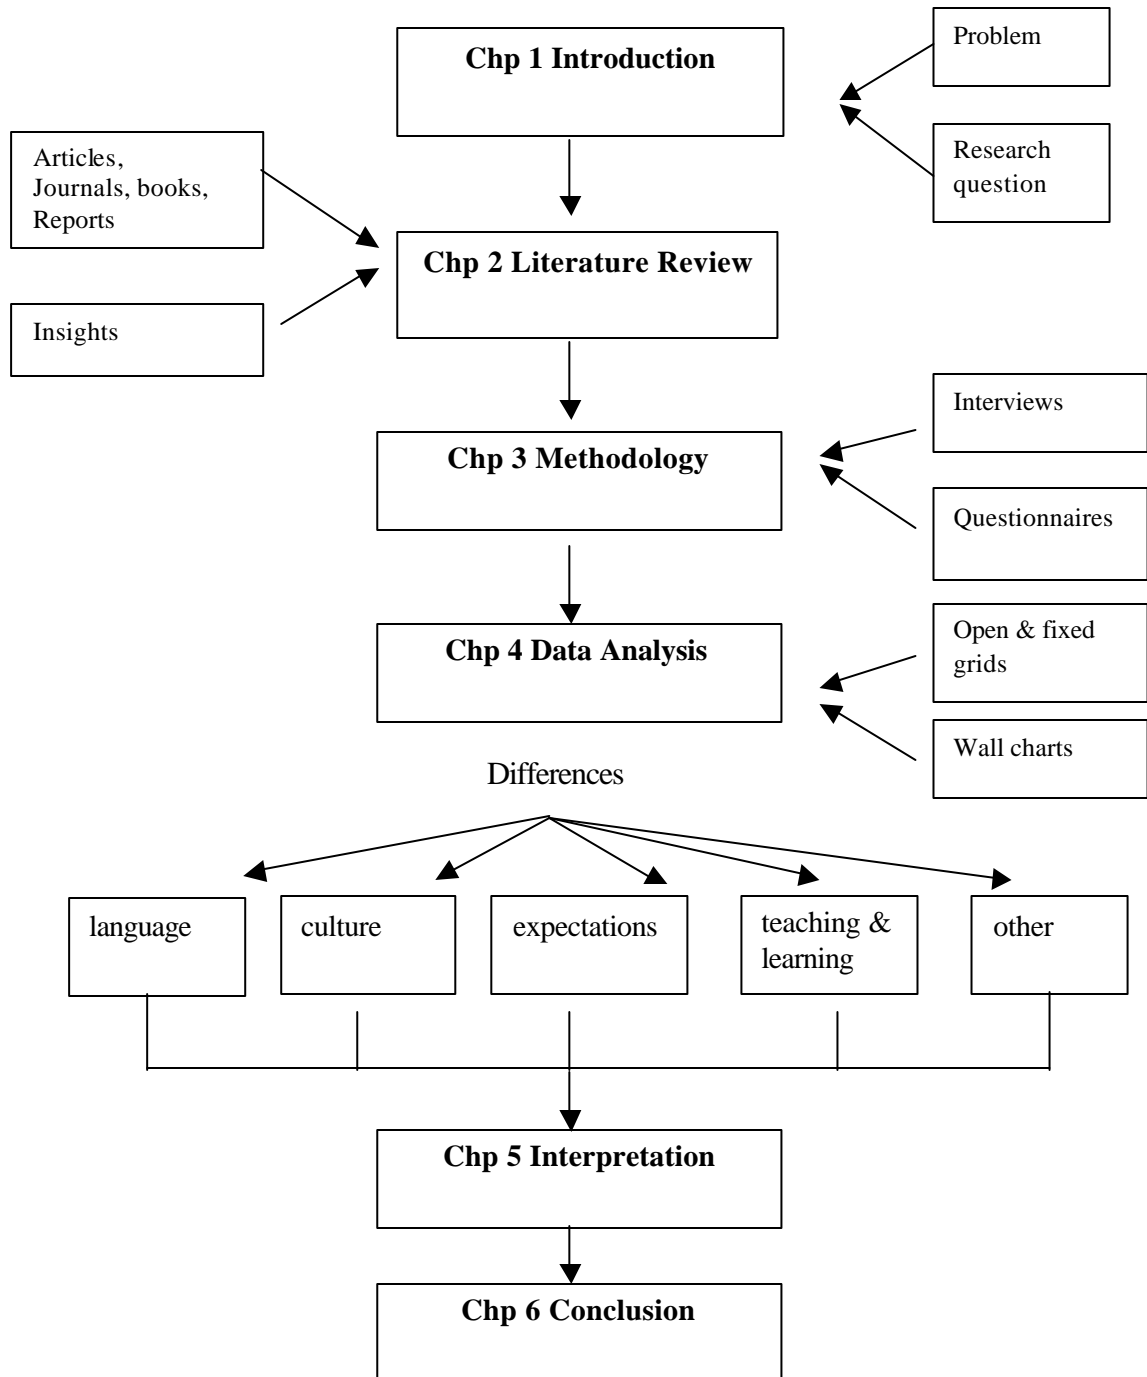 Chp 1 Introduction
Problem
Research
question
Articles,
Journals, books,
Reports
Chp 2 Literature Review
Insights
Interviews
Chp 3 Methodology
Questionnaires
Chp 4 Data Analysis
Open & fixed
grids
Wall charts
Differences
language
culture
expectations
teaching &
learning
other
Chp 5 Interpretation
Chp 6 Conclusion